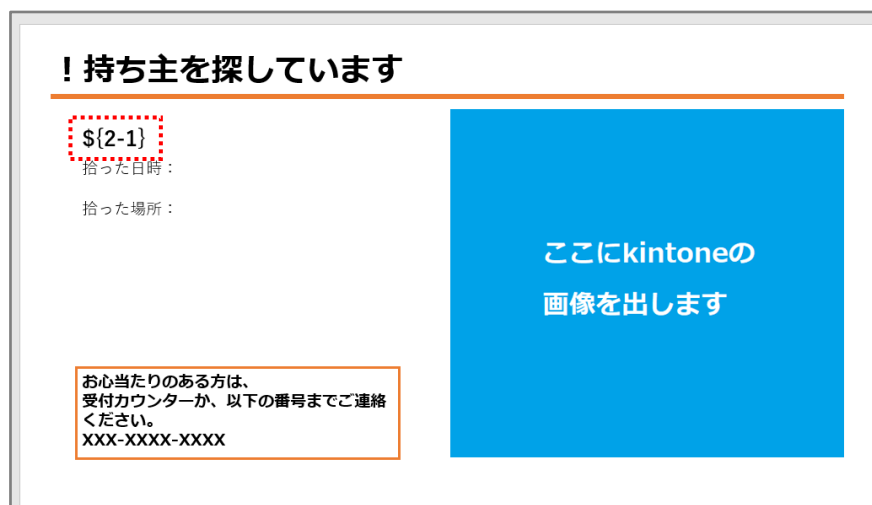 ！持ち主を探しています
${2-1}
拾った日時：
拾った場所：
ここにkintoneの
画像を出します
お心当たりのある方は、
受付カウンターか、以下の番号までご連絡
ください。
XXX-XXXX-XXXX